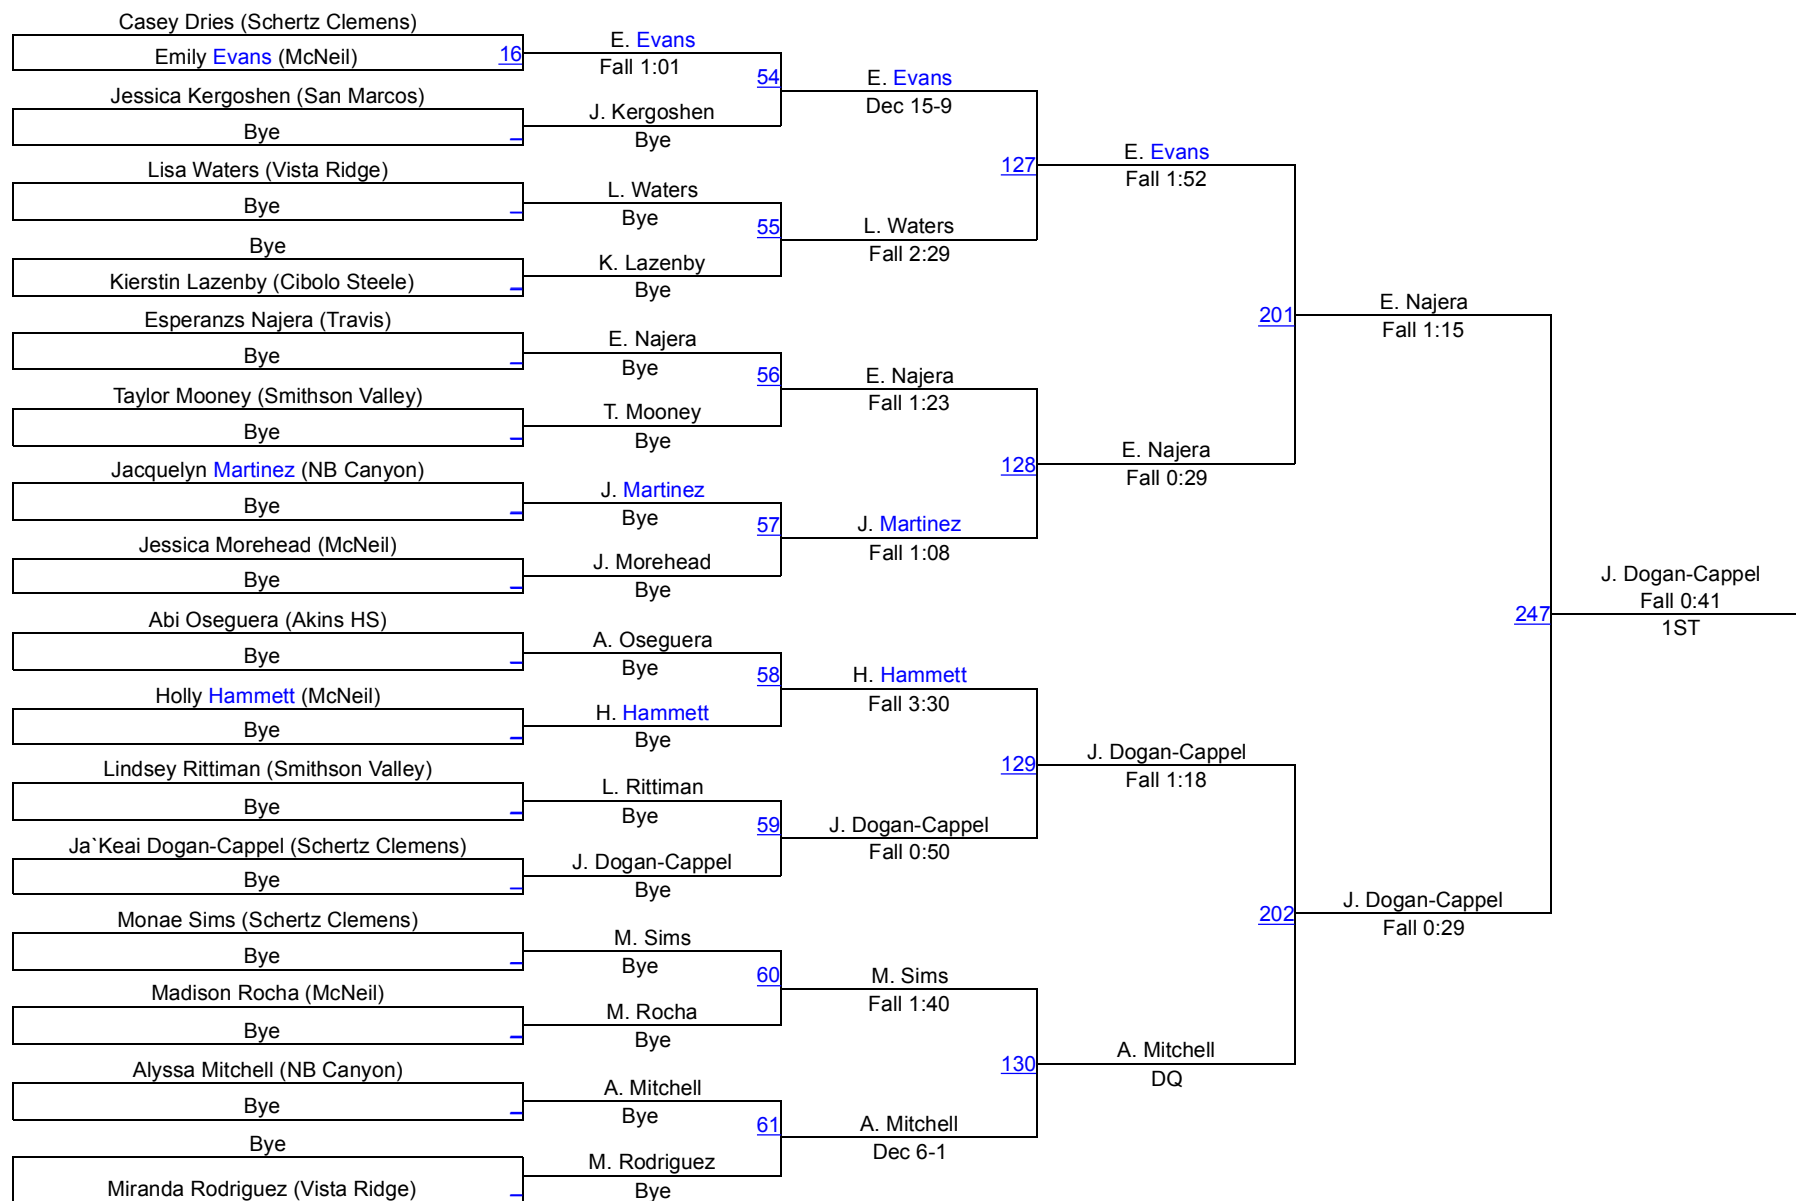 Casey Dries (Schertz Clemens)
Emily Evans (McNeil)
16
Jessica Kergoshen (San Marcos)
Bye
Lisa Waters (Vista Ridge)
Bye
Bye
Kierstin Lazenby (Cibolo Steele)
Esperanzs Najera (Travis)
Bye
Taylor Mooney (Smithson Valley)
Bye
Jacquelyn Martinez (NB Canyon)
Bye
Jessica Morehead (McNeil)
Bye
Abi Oseguera (Akins HS)
Bye
Holly Hammett (McNeil)
Bye
Lindsey Rittiman (Smithson Valley)
Bye
Ja`Keai Dogan-Cappel (Schertz Clemens)
Bye
Monae Sims (Schertz Clemens)
Bye
Madison Rocha (McNeil)
Bye
Alyssa Mitchell (NB Canyon)
Bye
Bye
Miranda Rodriguez (Vista Ridge)
E. Evans
Fall 1:01
54
J. Kergoshen
Bye
L. Waters
Bye
55
K. Lazenby
Bye
E. Najera
Bye
56
T. Mooney
Bye
J. Martinez
Bye
57
J. Morehead
Bye
A. Oseguera
Bye
58
H. Hammett
Bye
L. Rittiman
Bye
59
J. Dogan-Cappel
Bye
M. Sims
Bye
60
M. Rocha
Bye
A. Mitchell
Bye
61
M. Rodriguez
Bye
E. Evans
Dec 15-9
127
L. Waters
Fall 2:29
E. Najera
Fall 1:23
128
J. Martinez
Fall 1:08
H. Hammett
Fall 3:30
129
J. Dogan-Cappel
Fall 0:50
M. Sims
Fall 1:40
130
A. Mitchell
Dec 6-1
E. Evans
Fall 1:52
201
E. Najera
Fall 0:29
J. Dogan-Cappel
Fall 1:18
202
A. Mitchell
DQ
E. Najera
Fall 1:15
247
J. Dogan-Cappel
Fall 0:29
J. Dogan-Cappel
Fall 0:41
1ST